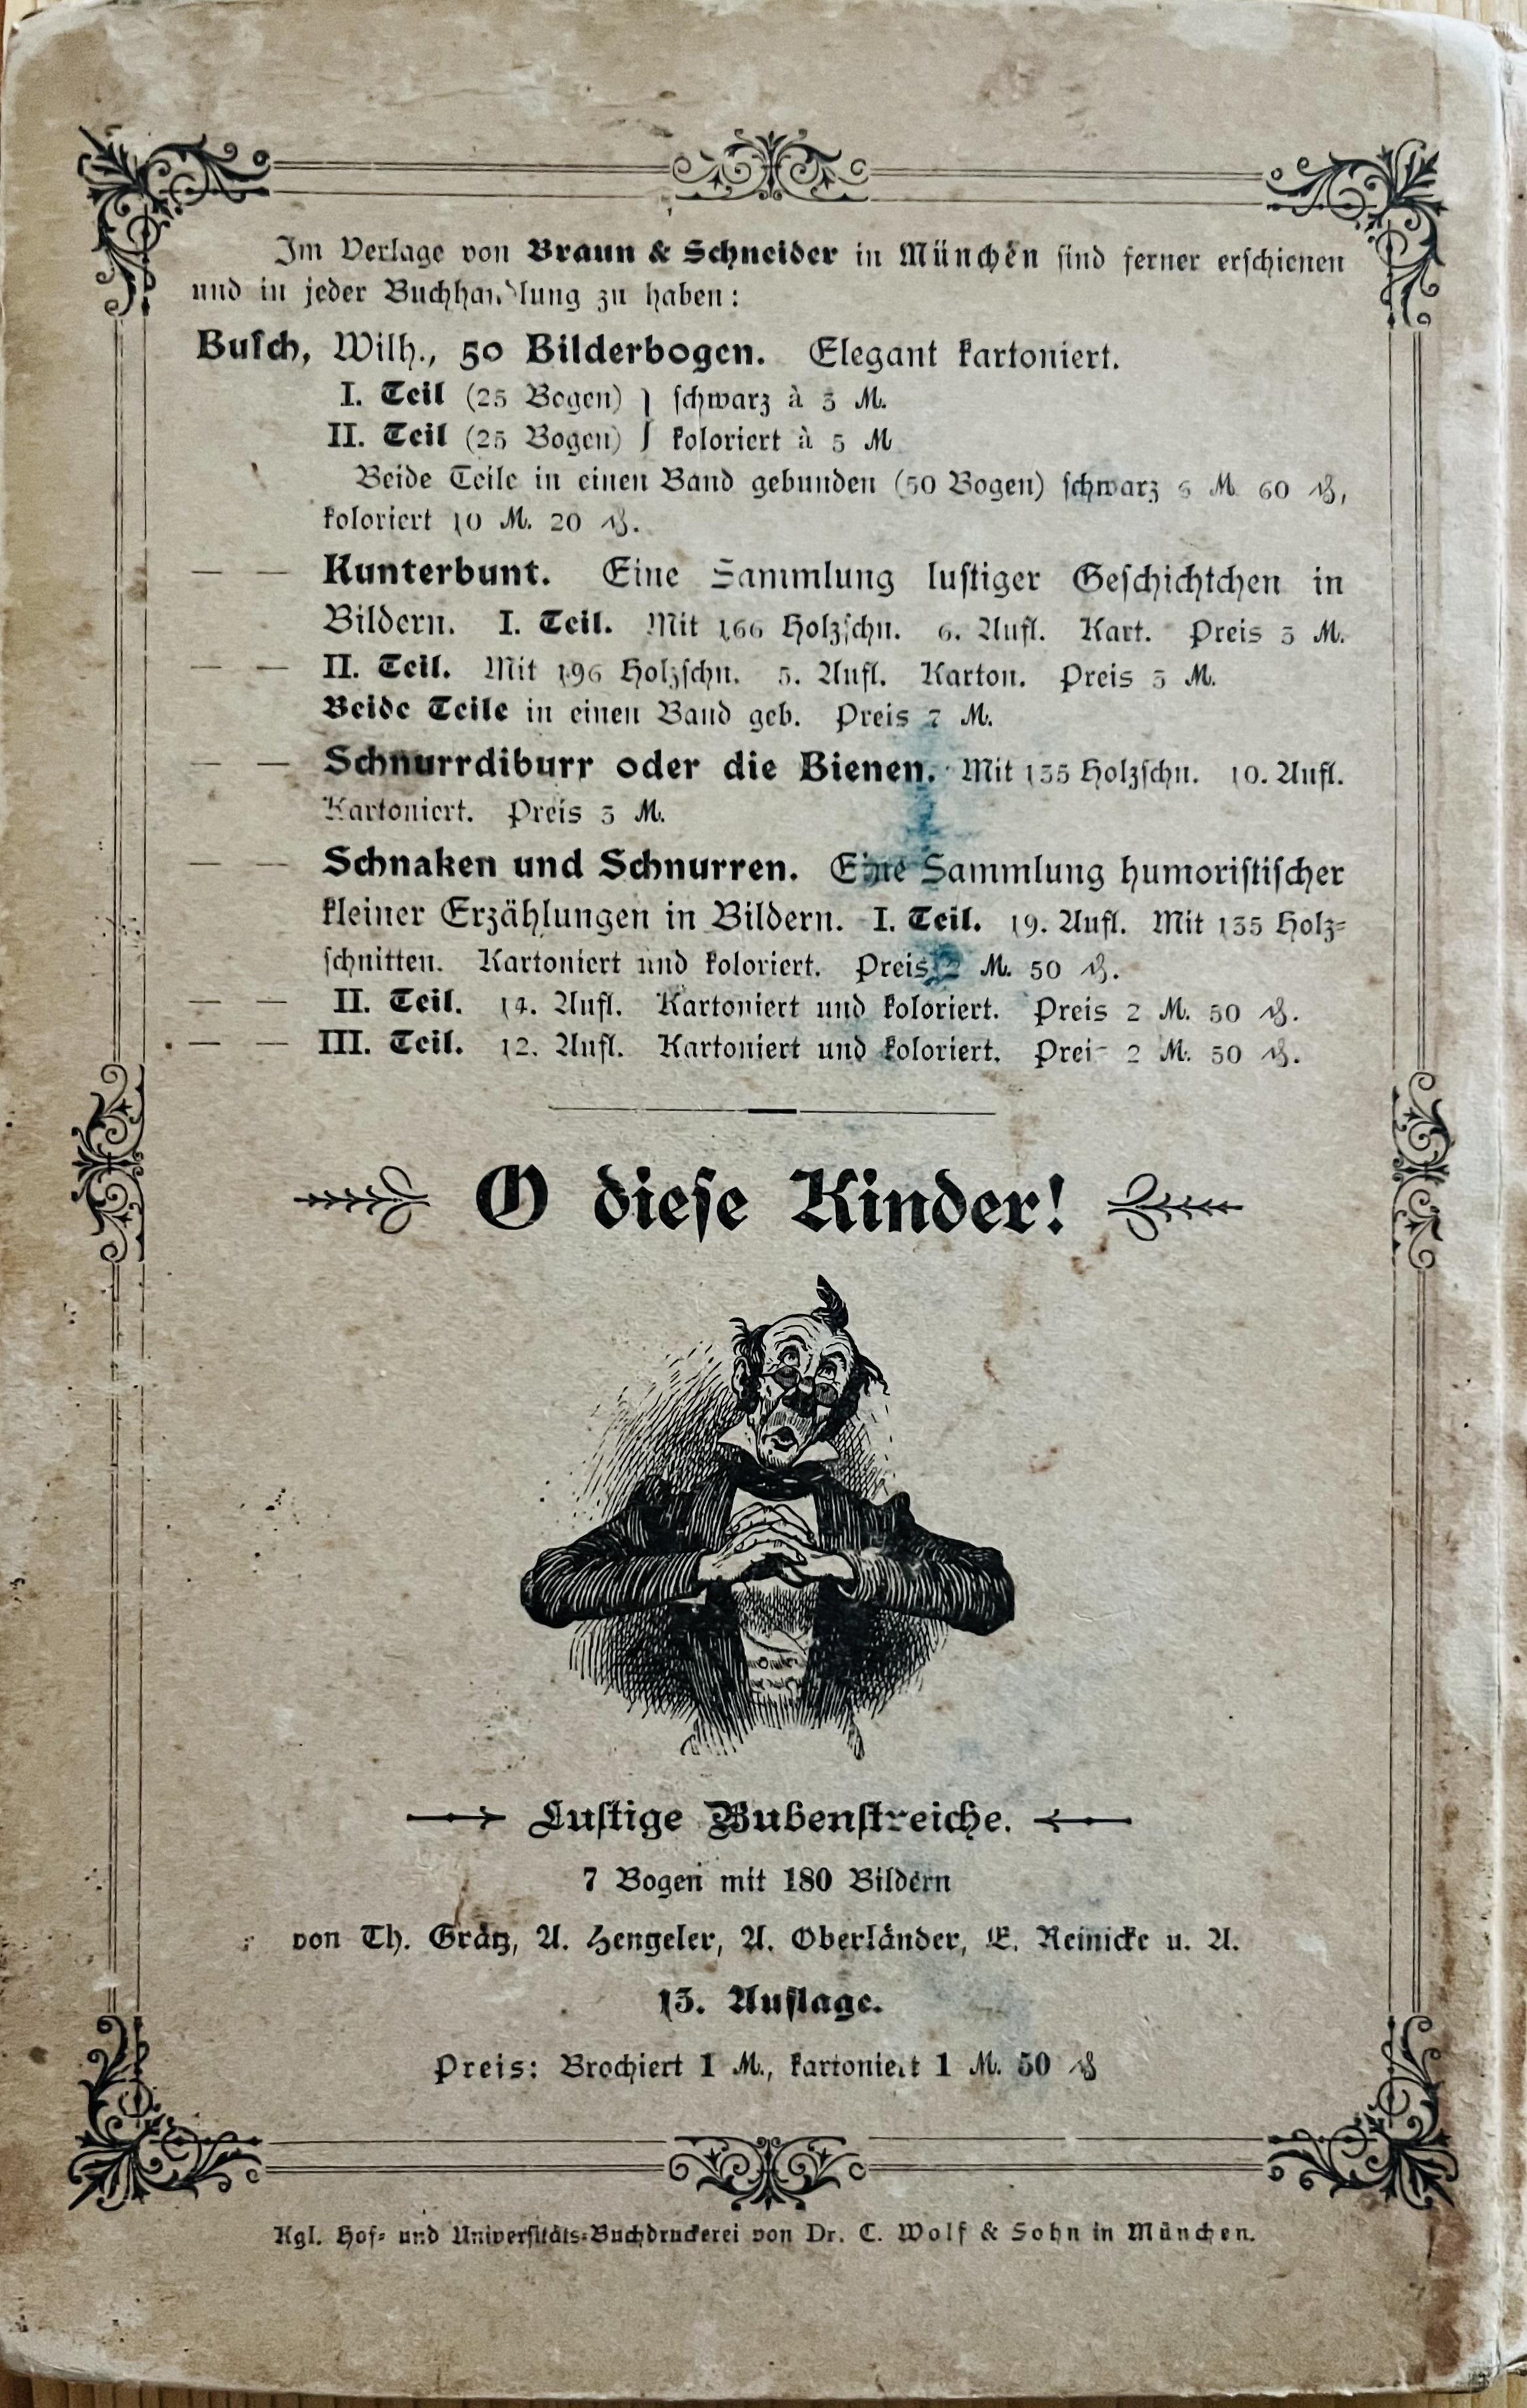 Im Verlage von Braun & Schneider in München sind ferner erschienen
und in jeder Buchhandlung zu haben:
Busch, Wilh., 50 Bilderbogen. Elegant kartoniert.
I. Teil (25 Bogen) } schwarz à 3 M.
II. Teil (25 Bogen) } koloriert à 5 M
Beide Teile in einen Band gebunden (50 Bogen) schwarz 6 M 60 ₰,
koloriert 10 M. 20 ₰.
— — Kunterbunt. Eine Sammlung lustiger Geschichtchen in
Bildern. I. Teil. Mit 166 Holzschn. 6. Aufl. Kart. Preis 3 M.
— — II. Teil. Mit 196 Holzschn. 5. Aufl. Karton. Preis 3 M.
Beide Teile in einen Band geb. Preis 7 M.
— — Schnurrdiburr oder die Bienen. Mit 135 Holzschn. 10. Aufl.
Kartoniert. Preis 3 M.
— — Schnaken und Schnurren. Eine Sammlung humoristischer
kleiner Erzählungen in Bildern. I. Teil. 19. Aufl. Mit 135 Holz-
schnitten. Kartoniert und koloriert. Preis 2 M. 50 ₰.
— — II. Teil. 14. Aufl. Kartoniert und koloriert. Preis 2 M. 50 ₰.
— — III. Teil. 12. Aufl. Kartoniert und koloriert. Preis 2 M. 50 ₰.
O diese Kinder!
Lustige Bubenstreiche.
7 Bogen mit 180 Bildern
von Th. Grätz, A. Hengeler, A. Oberländer, E. Reinicke u. A.
13. Auflage.
Preis: Brochiert 1 M., kartoniert 1 M. 50 ₰
Kgl. Hof- und Universitäts-Buchdruckerei von Dr. C. Wolf & Sohn in München.